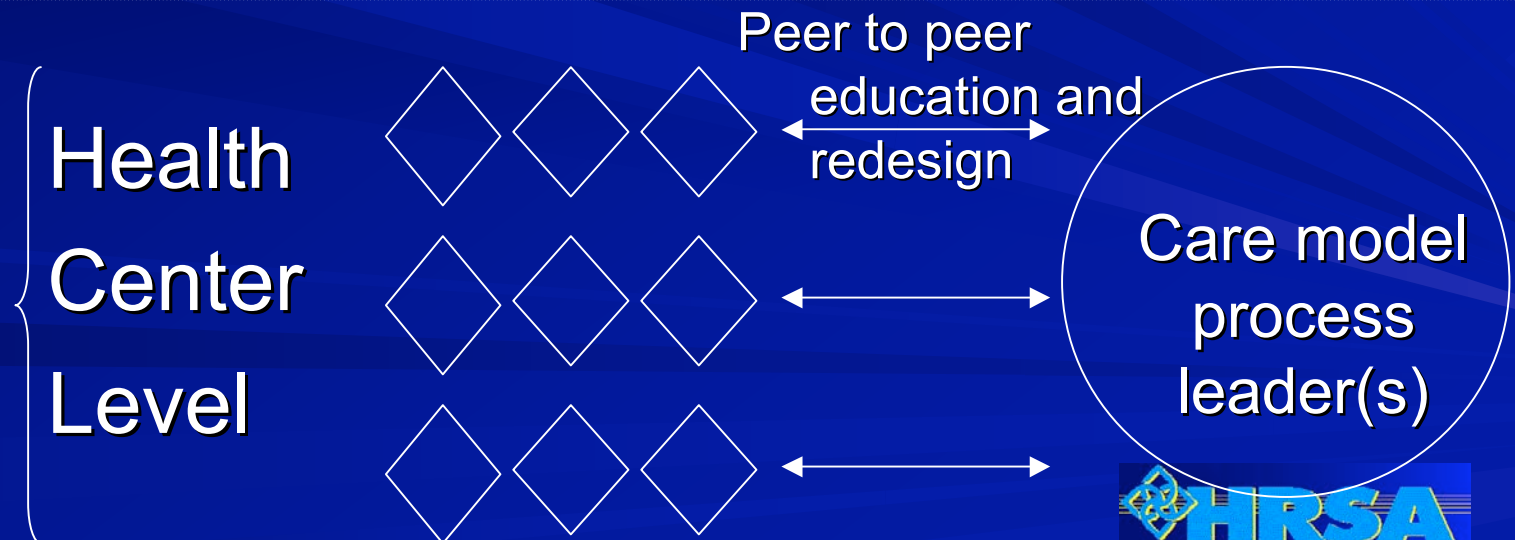 Peer to peer
education and
redesign
Health
Center
Level
Care model
process
leader(s)
HRSA